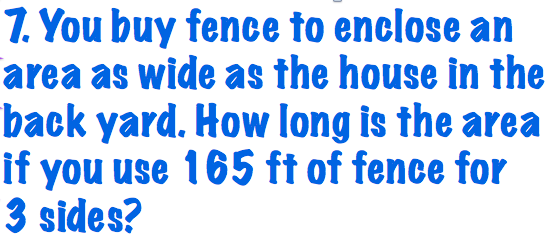 7. You buy fence to enclose an
area as wide as the house in the
back yard. How long is the area
if you use 165 ft of fence for
3 sides?